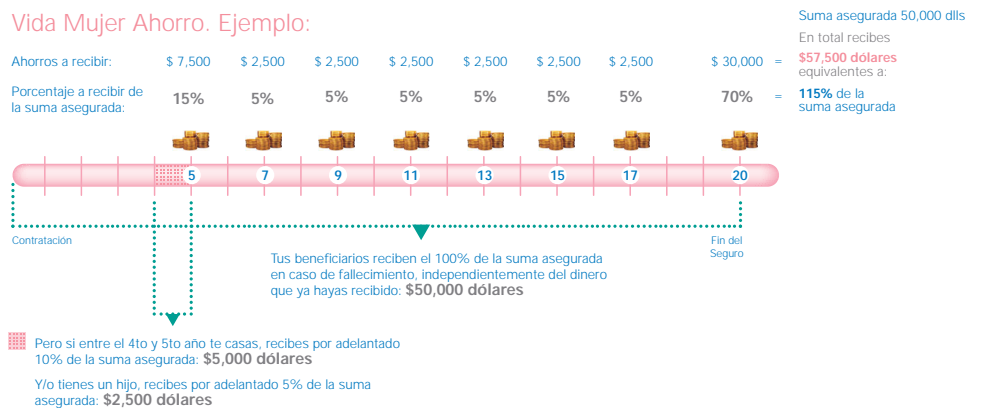 Vida Mujer Ahorro. Ejemplo:
Suma asegurada 50,000 dlls
En total recibes
$57,500 dólares
equivalentes a:
115% de la
suma asegurada
Ahorros a recibir: $ 7,500 $ 2,500 $ 2,500 $ 2,500 $ 2,500 $ 2,500 $ 2,500 $ 30,000 =
Porcentaje a recibir de
la suma asegurada: 15% 5% 5% 5% 5% 5% 5% 70% =
5 7 9 11 13 15 17 20
Contratación
Fin del
Seguro
Tus beneficiarios reciben el 100% de la suma asegurada
en caso de fallecimiento, independientemente del dinero
que ya hayas recibido: $50,000 dólares
Pero si entre el 4to y 5to año te casas, recibes por adelantado
10% de la suma asegurada: $5,000 dólares
Y/o tienes un hijo, recibes por adelantado 5% de la suma
asegurada: $2,500 dólares